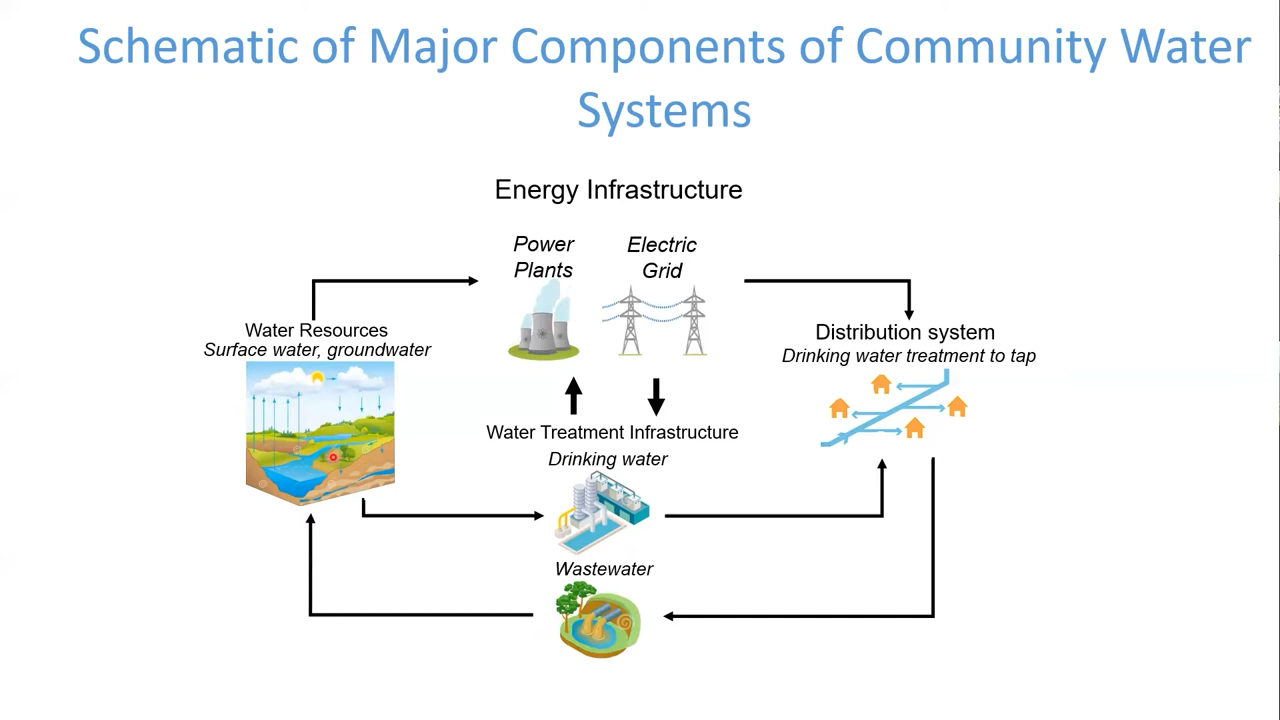 Schematic of Major Components of Community Water
Systems
Energy Infrastructure
Power
Plants
Electric
Grid
Water Resources
Surface water, groundwater
Distribution system
Drinking water treatment to tap
Water Treatment Infrastructure
Drinking water
Wastewater